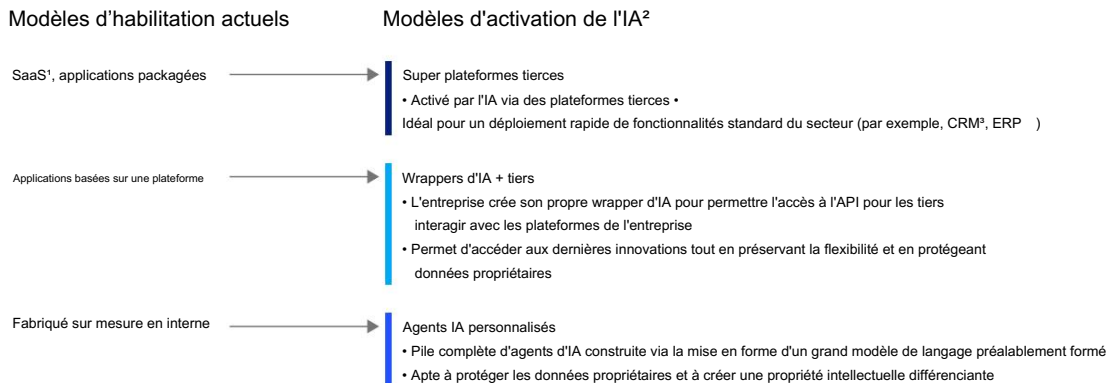 Modèles d’habilitation actuels
Modèles d'activation de l'IA²
SaaS¹, applications packagées
Super plateformes tierces
• Activé par l'IA via des plateformes tierces •
Idéal pour un déploiement rapide de fonctionnalités standard du secteur (par exemple, CRM³, ERP )
Applications basées sur une plateforme
Wrappers d'IA + tiers
• L'entreprise crée son propre wrapper d'IA pour permettre l'accès à l'API pour les tiers
interagir avec les plateformes de l'entreprise
• Permet d'accéder aux dernières innovations tout en préservant la flexibilité et en protégeant
données propriétaires
Fabriqué sur mesure en interne
Agents IA personnalisés
• Pile complète d'agents d'IA construite via la mise en forme d'un grand modèle de langage préalablement formé
• Apte à protéger les données propriétaires et à créer une propriété intellectuelle différenciante